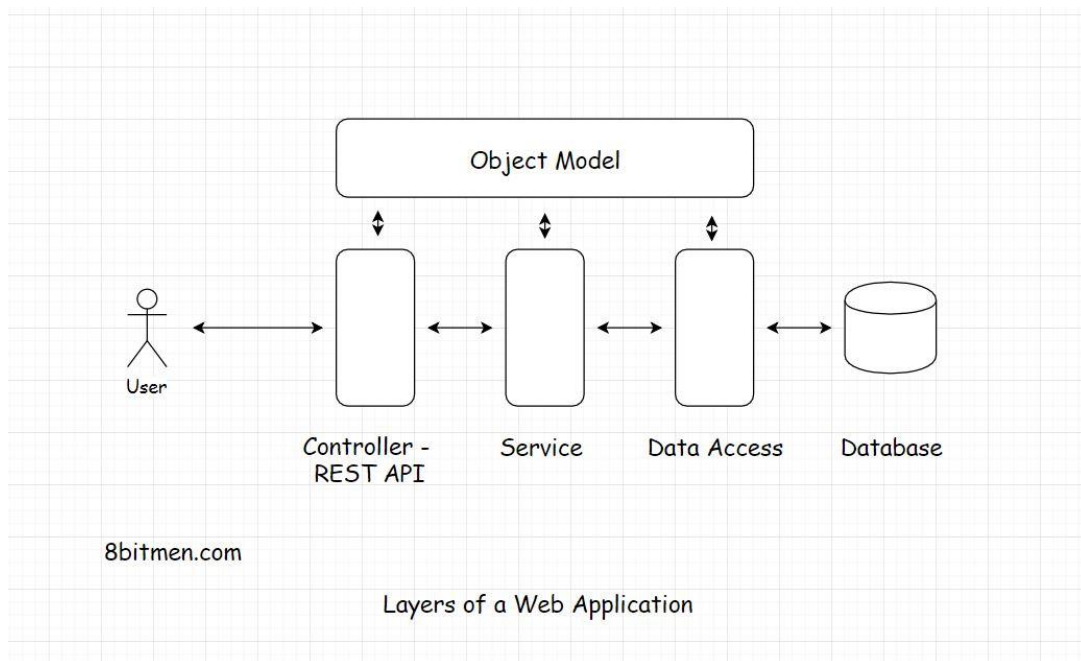 Object Model
User
Controller -
REST API
Service
Data Access
Database
8bitmen.com
Layers of a Web Application